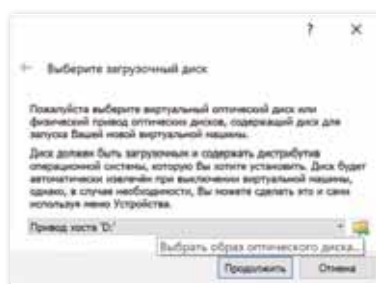 ? ×
← Выберите загрузочный диск
Пожалуйста выберите виртуальный оптический диск или
физический привод оптических дисков, содержащий диск для
запуска Вашей новой виртуальной машины.
Диск должен быть загрузочным и содержать дистрибутив
операционной системы, которую Вы хотите установить. Диск будет
автоматически извлечён при выключении виртуальной машины,
однако, в случае необходимости, Вы можете сделать это и сами
используя меню Устройства.
Привод хоста 'D:'
Выбрать образ оптического диска...
Продолжить Отмена